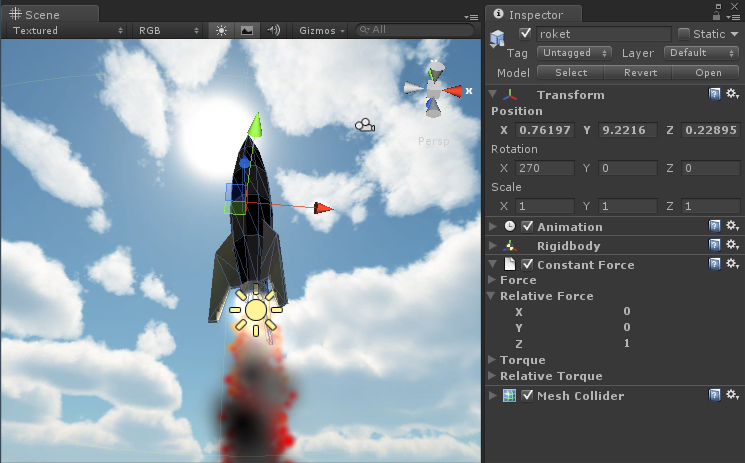 Scene
Textured RGB Gizmos All
x
Persp
Inspector
roket Static
Tag Untagged Layer Default
Model Select Revert Open
Transform
Position
X 0.76197 Y 9.2216 Z 0.22895
Rotation
X 270 Y 0 Z 0
Scale
X 1 Y 1 Z 1
Animation
Rigidbody
Constant Force
Force
Relative Force
X 0
Y 0
Z 1
Torque
Relative Torque
Mesh Collider